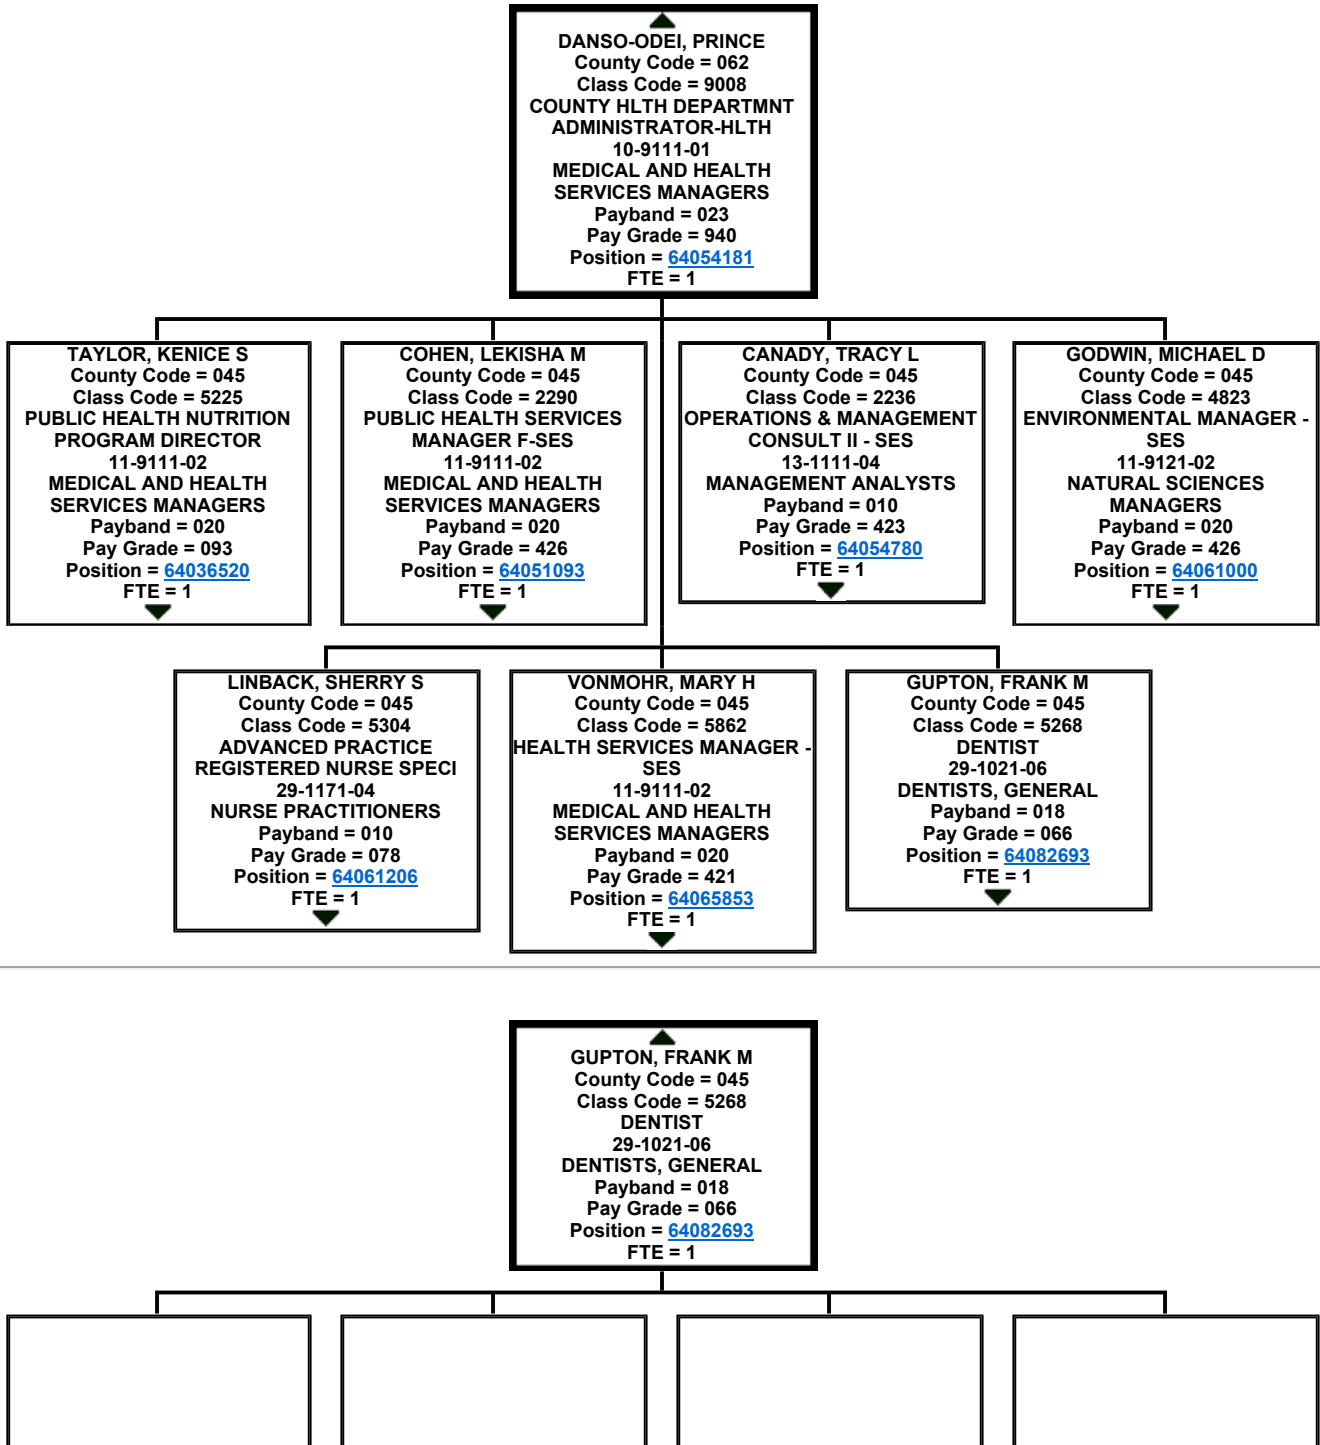 DANSO-ODEI, PRINCE
County Code = 062
Class Code = 9008
COUNTY HLTH DEPARTMNT
ADMINISTRATOR-HLTH
10-9111-01
MEDICAL AND HEALTH
SERVICES MANAGERS
Payband = 023
Pay Grade = 940
Position = 64054181
FTE = 1
TAYLOR, KENICE S
County Code = 045
Class Code = 5225
PUBLIC HEALTH NUTRITION
PROGRAM DIRECTOR
11-9111-02
MEDICAL AND HEALTH
SERVICES MANAGERS
Payband = 020
Pay Grade = 093
Position = 64036520
FTE = 1
COHEN, LEKISHA M
County Code = 045
Class Code = 2290
PUBLIC HEALTH SERVICES
MANAGER F-SES
11-9111-02
MEDICAL AND HEALTH
SERVICES MANAGERS
Payband = 020
Pay Grade = 426
Position = 64051093
FTE = 1
CANADY, TRACY L
County Code = 045
Class Code = 2236
OPERATIONS & MANAGEMENT
CONSULT II - SES
13-1111-04
MANAGEMENT ANALYSTS
Payband = 010
Pay Grade = 423
Position = 64054780
FTE = 1
GODWIN, MICHAEL D
County Code = 045
Class Code = 4823
ENVIRONMENTAL MANAGER -
SES
11-9121-02
NATURAL SCIENCES
MANAGERS
Payband = 020
Pay Grade = 426
Position = 64061000
FTE = 1
LINBACK, SHERRY S
County Code = 045
Class Code = 5304
ADVANCED PRACTICE
REGISTERED NURSE SPECI
29-1171-04
NURSE PRACTITIONERS
Payband = 010
Pay Grade = 078
Position = 64061206
FTE = 1
VONMOHR, MARY H
County Code = 045
Class Code = 5862
HEALTH SERVICES MANAGER -
SES
11-9111-02
MEDICAL AND HEALTH
SERVICES MANAGERS
Payband = 020
Pay Grade = 421
Position = 64065853
FTE = 1
GUPTON, FRANK M
County Code = 045
Class Code = 5268
DENTIST
29-1021-06
DENTISTS, GENERAL
Payband = 018
Pay Grade = 066
Position = 64082693
FTE = 1
GUPTON, FRANK M
County Code = 045
Class Code = 5268
DENTIST
29-1021-06
DENTISTS, GENERAL
Payband = 018
Pay Grade = 066
Position = 64082693
FTE = 1